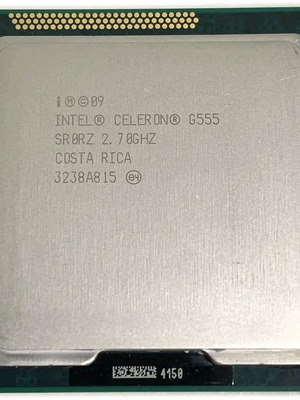 i Ⓜ©09
INTEL® CELERON® G555
SR0RZ 2.70GHZ
COSTA RICA
3238A815 e4
4150